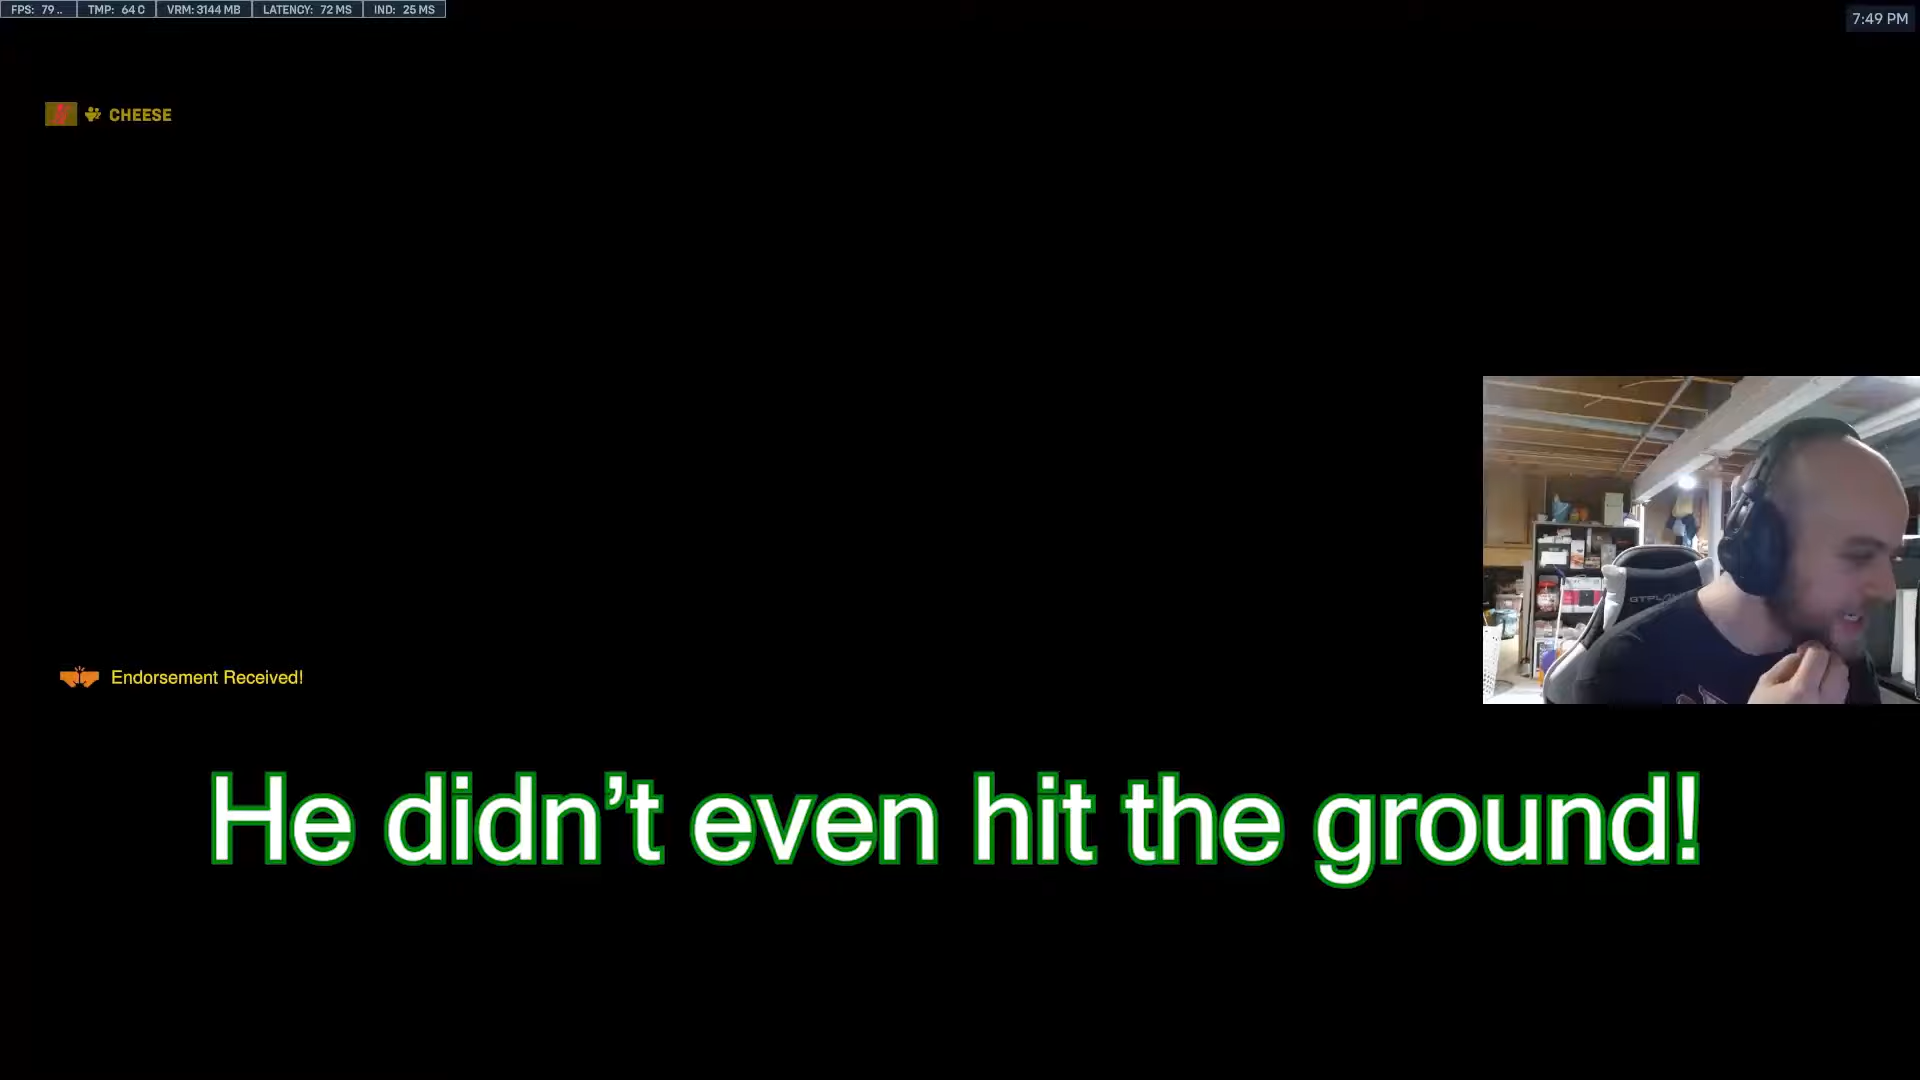 FPS: 79.. TMP: 64 C VRM: 3144 MB LATENCY: 72 MS IND: 25 MS
7:49 PM
CHEESE
Endorsement Received!
He didn’t even hit the ground!